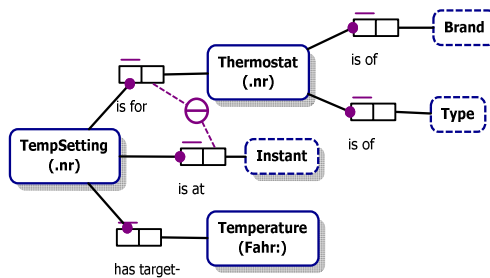 Thermostat
(.nr)
Brand
is of
Type
is of
is for
TempSetting
(.nr)
Instant
is at
Temperature
(Fahr:)
has target-